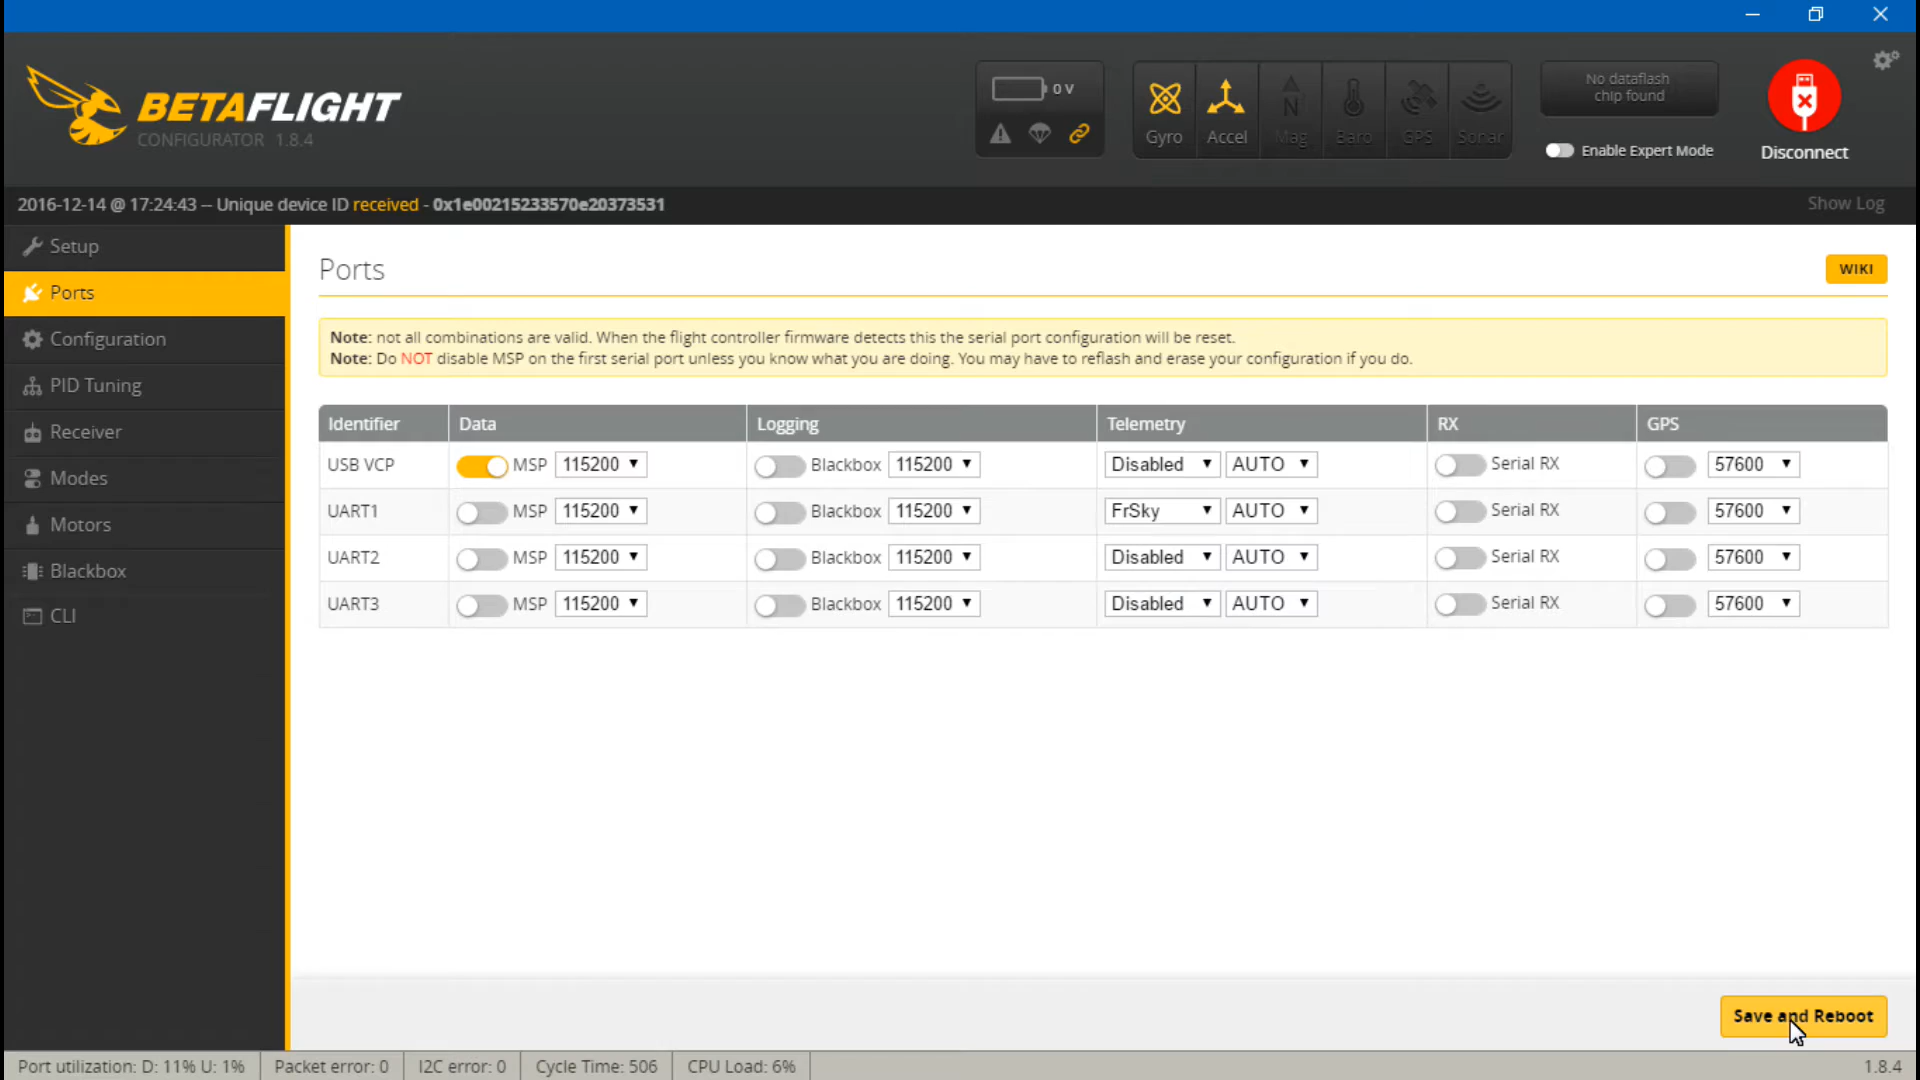 BETAFLIGHT
CONFIGURATOR 1.8.4
0 V
Gyro Accel Mag Baro GPS Sonar
No dataflash
chip found
Enable Expert Mode
Disconnect
2016-12-14 @ 17:24:43 -- Unique device ID received - 0x1e00215233570e20373531
Show Log
Setup
Ports
Configuration
PID Tuning
Receiver
Modes
Motors
Blackbox
CLI
Ports
WIKI
Note: not all combinations are valid. When the flight controller firmware detects this the serial port configuration will be reset.
Note: Do NOT disable MSP on the first serial port unless you know what you are doing. You may have to reflash and erase your configuration if you do.
Identifier Data Logging Telemetry RX GPS
USB VCP MSP 115200 Blackbox 115200 Disabled AUTO Serial RX 57600
UART1 MSP 115200 Blackbox 115200 FrSky AUTO Serial RX 57600
UART2 MSP 115200 Blackbox 115200 Disabled AUTO Serial RX 57600
UART3 MSP 115200 Blackbox 115200 Disabled AUTO Serial RX 57600
Save and Reboot
Port utilization: D: 11% U: 1% Packet error: 0 I2C error: 0 Cycle Time: 506 CPU Load: 6% 1.8.4